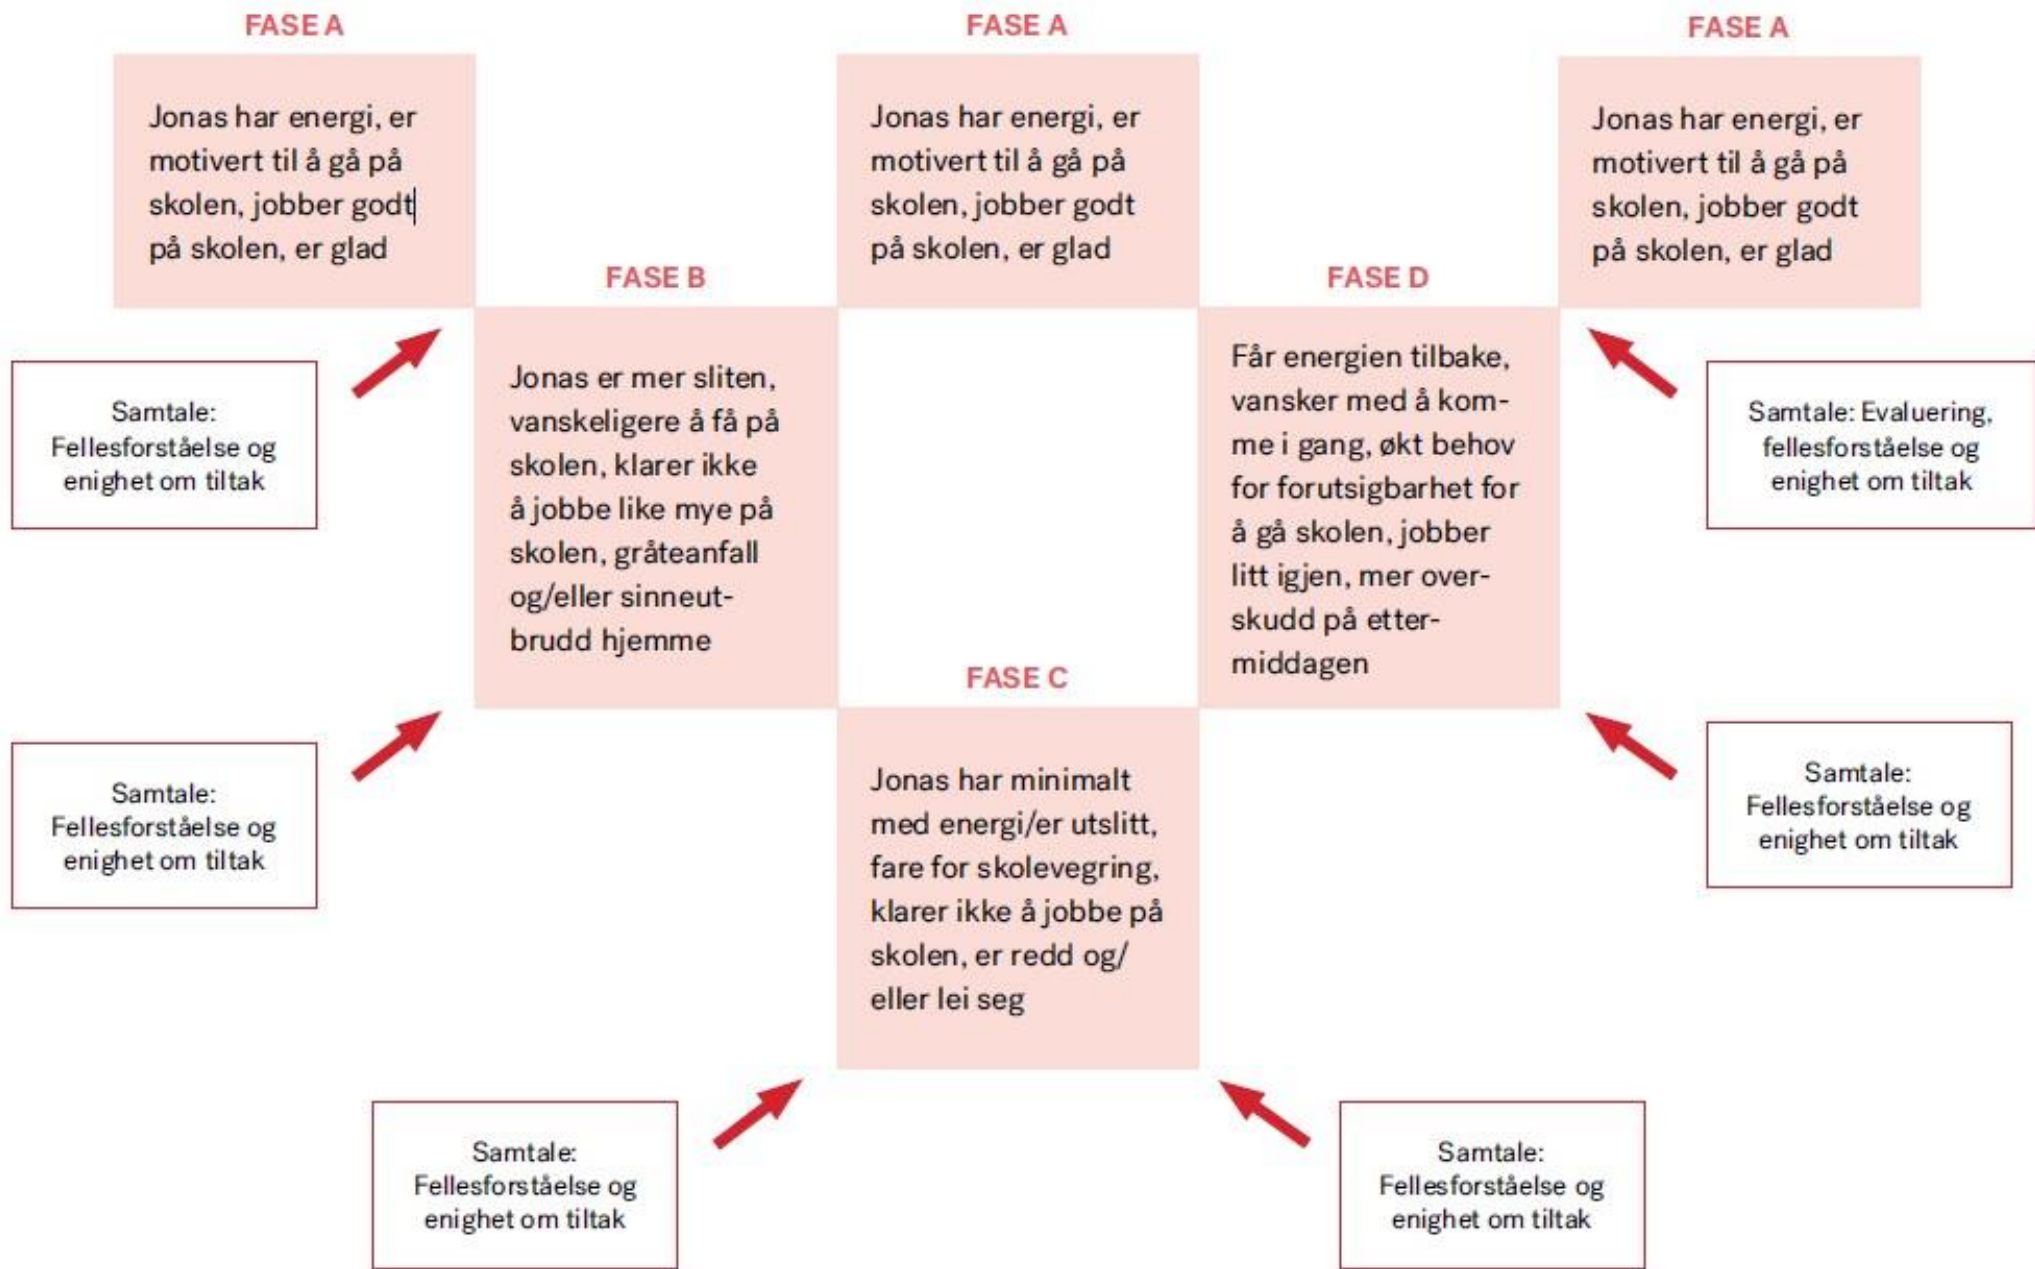 FASE A
Jonas har energi, er
motivert til å gå på
skolen, jobber godt
på skolen, er glad
FASE A
Jonas har energi, er
motivert til å gå på
skolen, jobber godt
på skolen, er glad
FASE A
Jonas har energi, er
motivert til å gå på
skolen, jobber godt
på skolen, er glad
FASE B
Jonas er mer sliten,
vanskeligere å få på
skolen, klarer ikke
å jobbe like mye på
skolen, gråteanfall
og/eller sinneut-
brudd hjemme
FASE D
Får energien tilbake,
vansker med å kom-
me i gang, økt behov
for forutsigbarhet for
å gå skolen, jobber
litt igjen, mer over-
skudd på etter-
middagen
Samtale:
Fellesforståelse og
enighet om tiltak
Samtale: Evaluering,
fellesforståelse og
enighet om tiltak
FASE C
Jonas har minimalt
med energi/er utslitt,
fare for skolevegring,
klarer ikke å jobbe på
skolen, er redd og/
eller lei seg
Samtale:
Fellesforståelse og
enighet om tiltak
Samtale:
Fellesforståelse og
enighet om tiltak
Samtale:
Fellesforståelse og
enighet om tiltak
Samtale:
Fellesforståelse og
enighet om tiltak